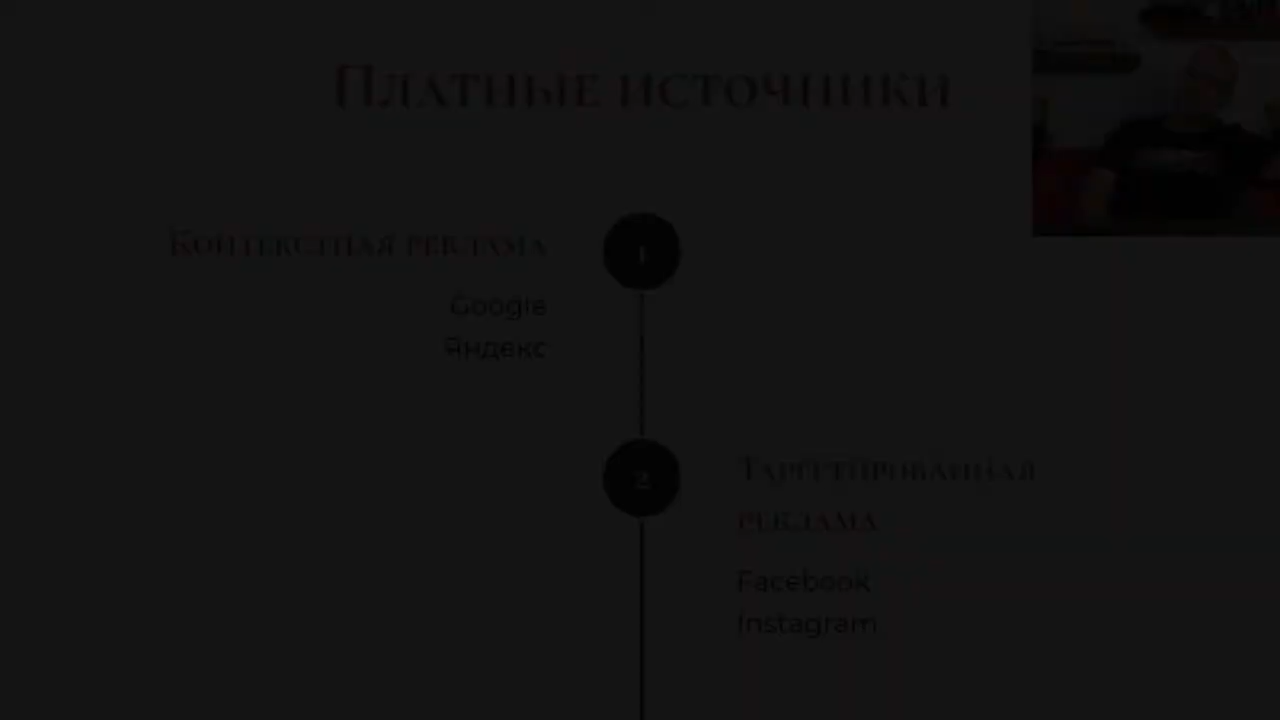 Платные источники
Контекстная реклама
1
Google
Яндекс
2
Таргетированная
реклама
Facebook
Instagram